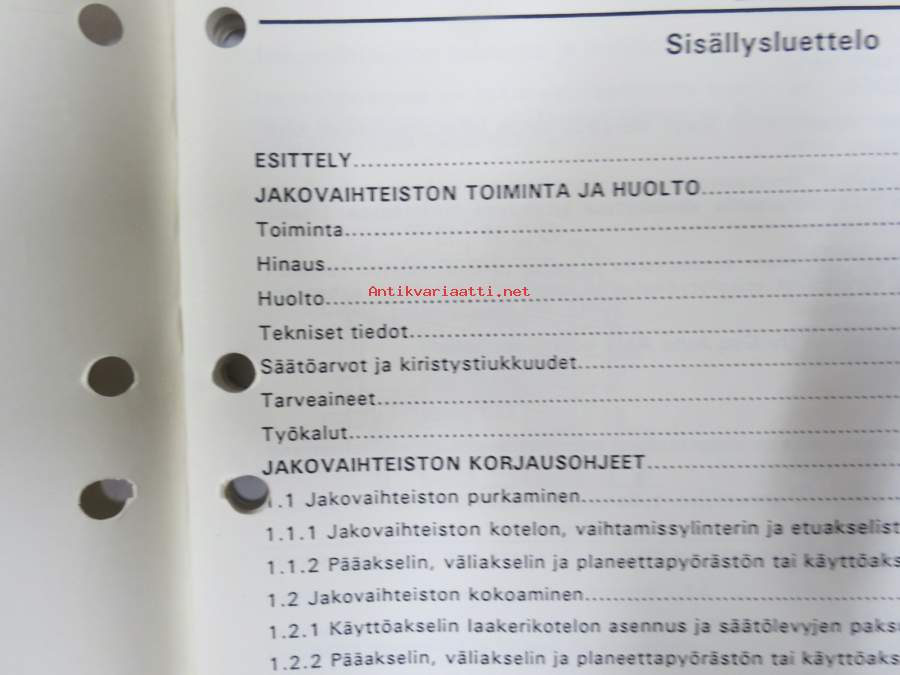 Sisällysluettelo
ESITTELY
JAKOVAIHTEISTON TOIMINTA JA HUOLTO
Toiminta
Hinaus
Antikvariaatti.net
Huolto
Tekniset tiedot
Säätöarvot ja kiristystiukkuudet
Tarveaineet
Työkalut
JAKOVAIHTEISTON KORJAUSOHJEET
1.1 Jakovaihteiston purkaminen
1.1.1 Jakovaihteiston kotelon, vaihtamissylinterin ja etuakselist
1.1.2 Pääakselin, väliakselin ja planeettapyörästön tai käyttöaks
1.2 Jakovaihteiston kokoaminen
1.2.1 Käyttöakselin laakerikotelon asennus ja säätölevyjen paks
1.2.2 Pääakselin, väliakselin ja planeettapyörästön tai käyttöaks